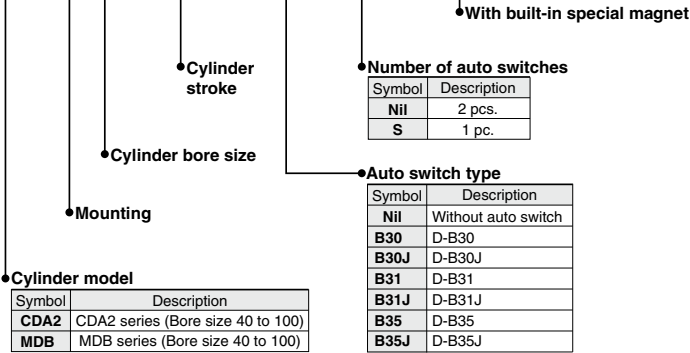 With built-in special magnet
Cylinder
stroke
Number of auto switches
Symbol Description
Nil 2 pcs.
S 1 pc.
Cylinder bore size
Auto switch type
Symbol Description
Nil Without auto switch
B30 D-B30
B30J D-B30J
B31 D-B31
B31J D-B31J
B35 D-B35
B35J D-B35J
Mounting
Cylinder model
Symbol Description
CDA2 CDA2 series (Bore size 40 to 100)
MDB MDB series (Bore size 40 to 100)